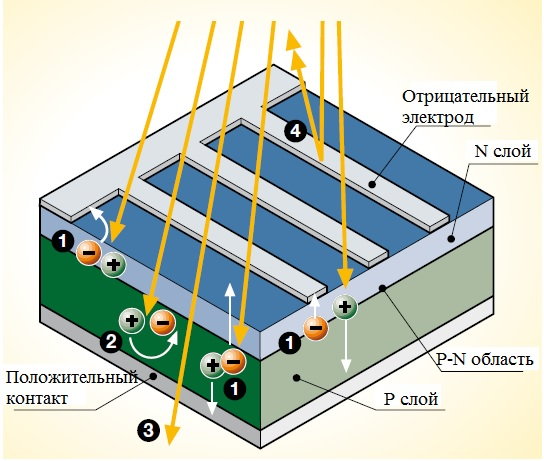 4
Отрицательный
электрод
N слой
1
2
1
1
P-N область
Положительный
контакт
P слой
3